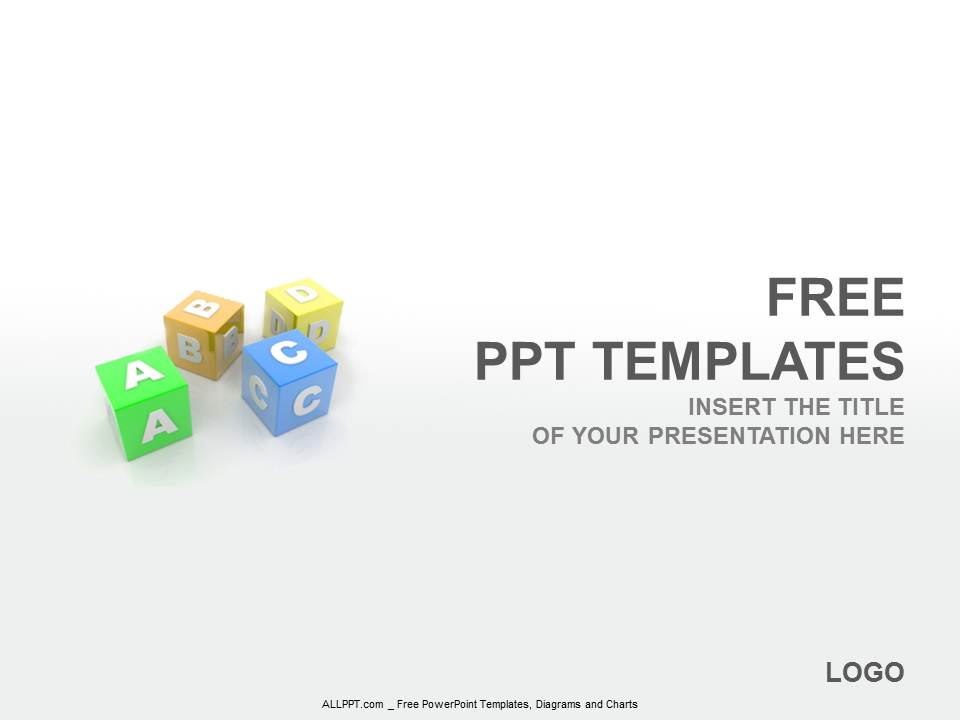 B
D
B
B
D
D
C
A
C
C
A
FREE
PPT TEMPLATES
INSERT THE TITLE
OF YOUR PRESENTATION HERE
LOGO
ALLPPT.com _ Free PowerPoint Templates, Diagrams and Charts